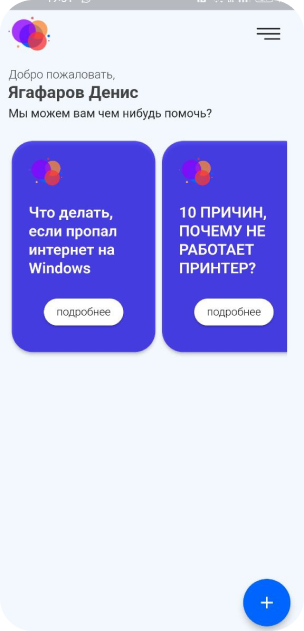 Добро пожаловать,
Ягафаров Денис
Мы можем вам чем нибудь помочь?
Что делать,
если пропал
интернет на
Windows
подробнее
10 ПРИЧИН,
ПОЧЕМУ НЕ
РАБОТАЕТ
ПРИНТЕР?
подробнее
+